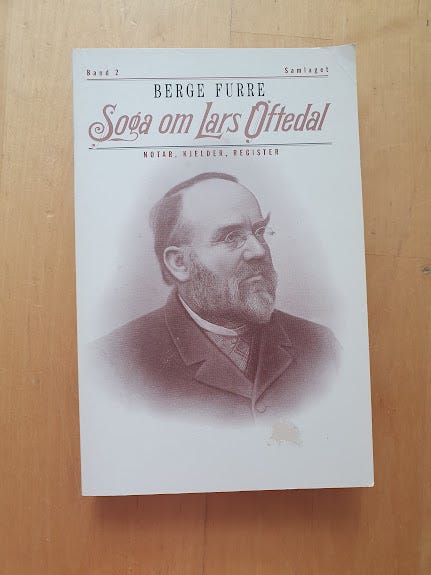 Band 2 Samlaget
BERGE FURRE
Soga om Lars Oftedal
NOTAR, KJELDER, REGISTER